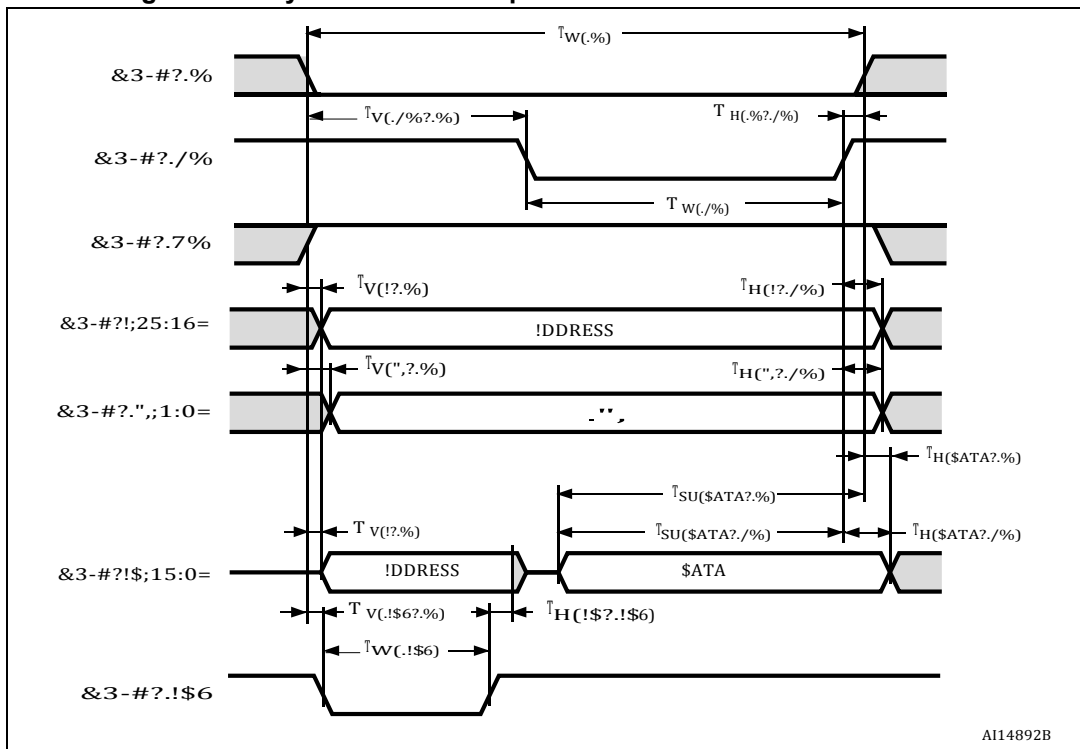 &3-#?.%
TW(.%)
TV(./%?.%)
T H(.%?./%)
&3-#?./%
T W(./%)
&3-#?.7%
TV(!?.%)
TH(!?./%)
&3-#?!;25:16=
!DDRESS
TV(",?.%)
TH(",?./%)
&3-#?.",;1:0=
TH($ATA?.%)
TSU($ATA?.%)
T V(!?.%)
TSU($ATA?./%)
TH($ATA?./%)
&3-#?!$;15:0=
!DDRESS
$ATA
T V(.!$6?.%)
TH(!$?.!$6)
TW(.!$6)
&3-#?.!$6
AI14892B